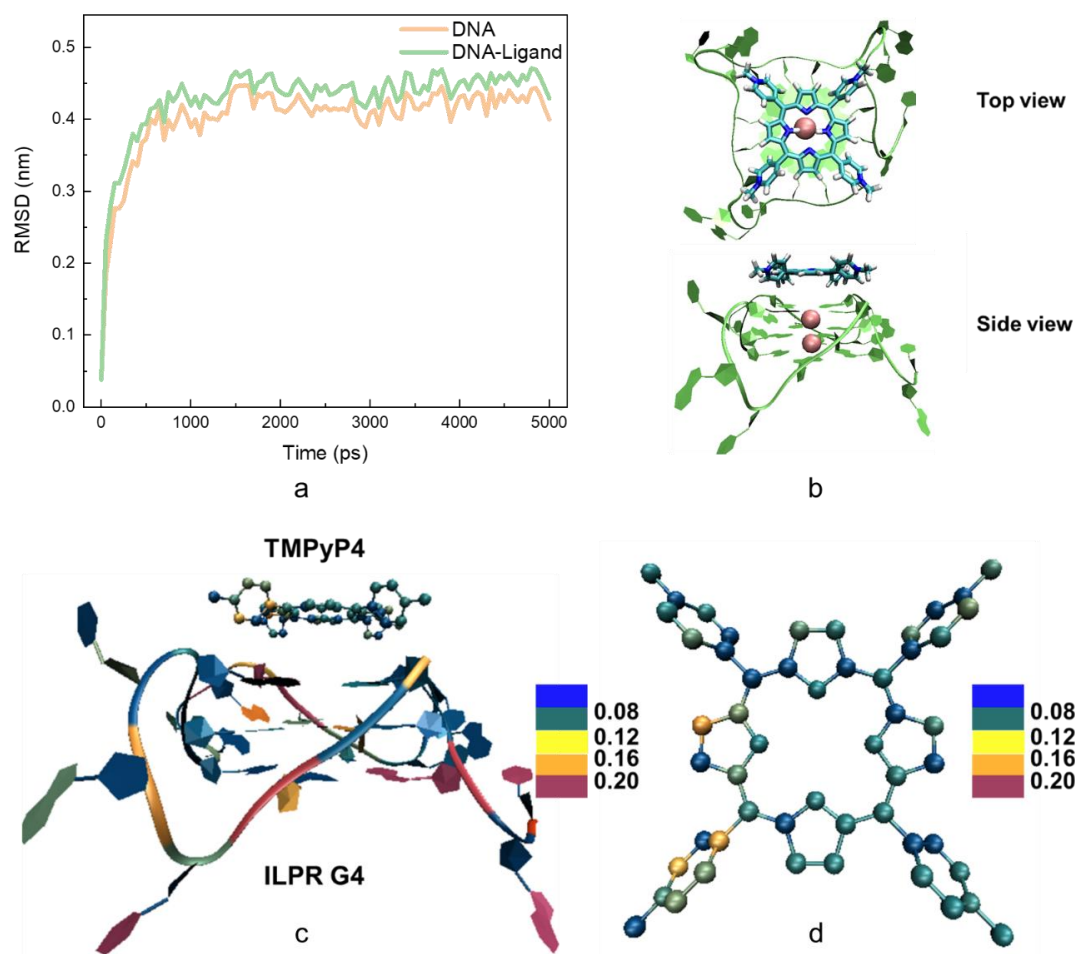 DNA
DNA-Ligand
0.5
0.4
0.3
0.2
0.1
0.0
RMSD (nm)
0
1000
2000
3000
4000
5000
Time (ps)
a
Top view
Side view
b
TMPyP4
ILPR G4
0.08
0.12
0.16
0.20
c
0.08
0.12
0.16
0.20
d